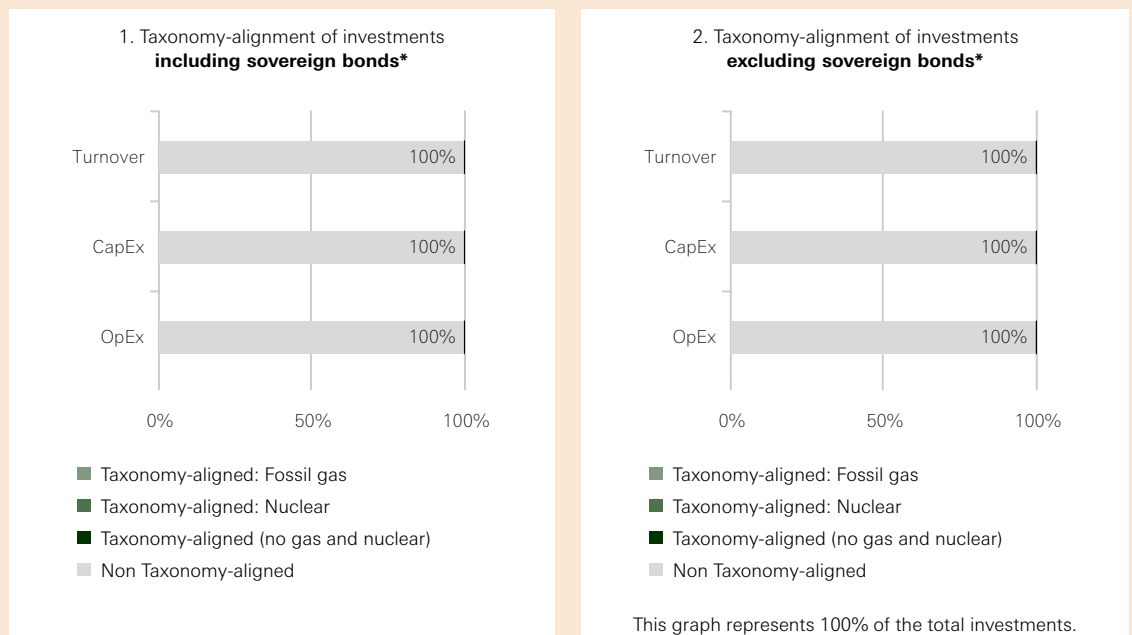 1. Taxonomy-alignment of investments
including sovereign bonds*
Turnover
100%
CapEx
100%
OpEx
100%
0%
50%
100%
Taxonomy-aligned: Fossil gas
Taxonomy-aligned: Nuclear
Taxonomy-aligned (no gas and nuclear)
Non Taxonomy-aligned
2. Taxonomy-alignment of investments
excluding sovereign bonds*
Turnover
100%
CapEx
100%
OpEx
100%
0%
50%
100%
Taxonomy-aligned: Fossil gas
Taxonomy-aligned: Nuclear
Taxonomy-aligned (no gas and nuclear)
Non Taxonomy-aligned
This graph represents 100% of the total investments.